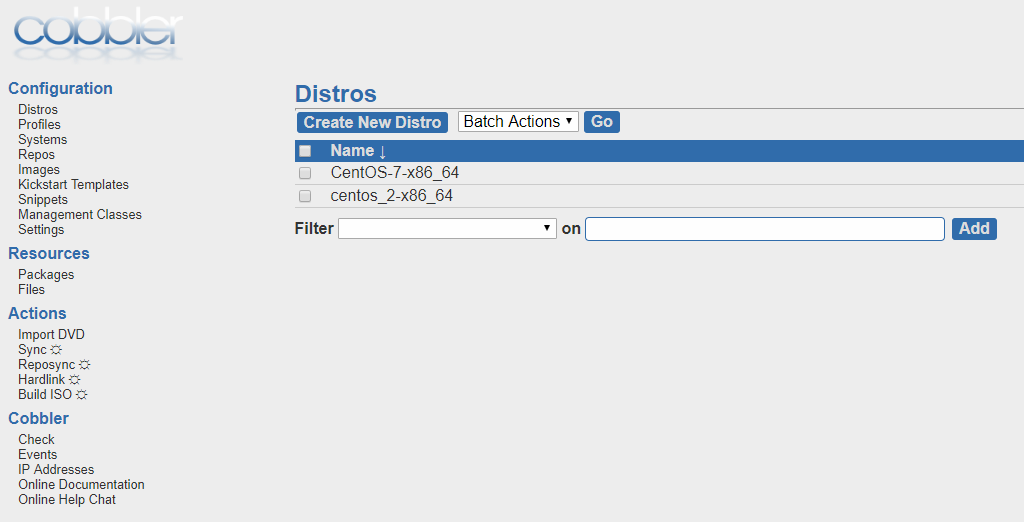 cobbler
Configuration
Distros
Profiles
Systems
Repos
Images
Kickstart Templates
Snippets
Management Classes
Settings
Resources
Packages
Files
Actions
Import DVD
Sync
Reposync
Hardlink
Build ISO
Cobbler
Check
Events
IP Addresses
Online Documentation
Online Help Chat
Distros
Create New Distro Batch Actions Go
Name ↓
CentOS-7-x86_64
centos_2-x86_64
Filter on Add